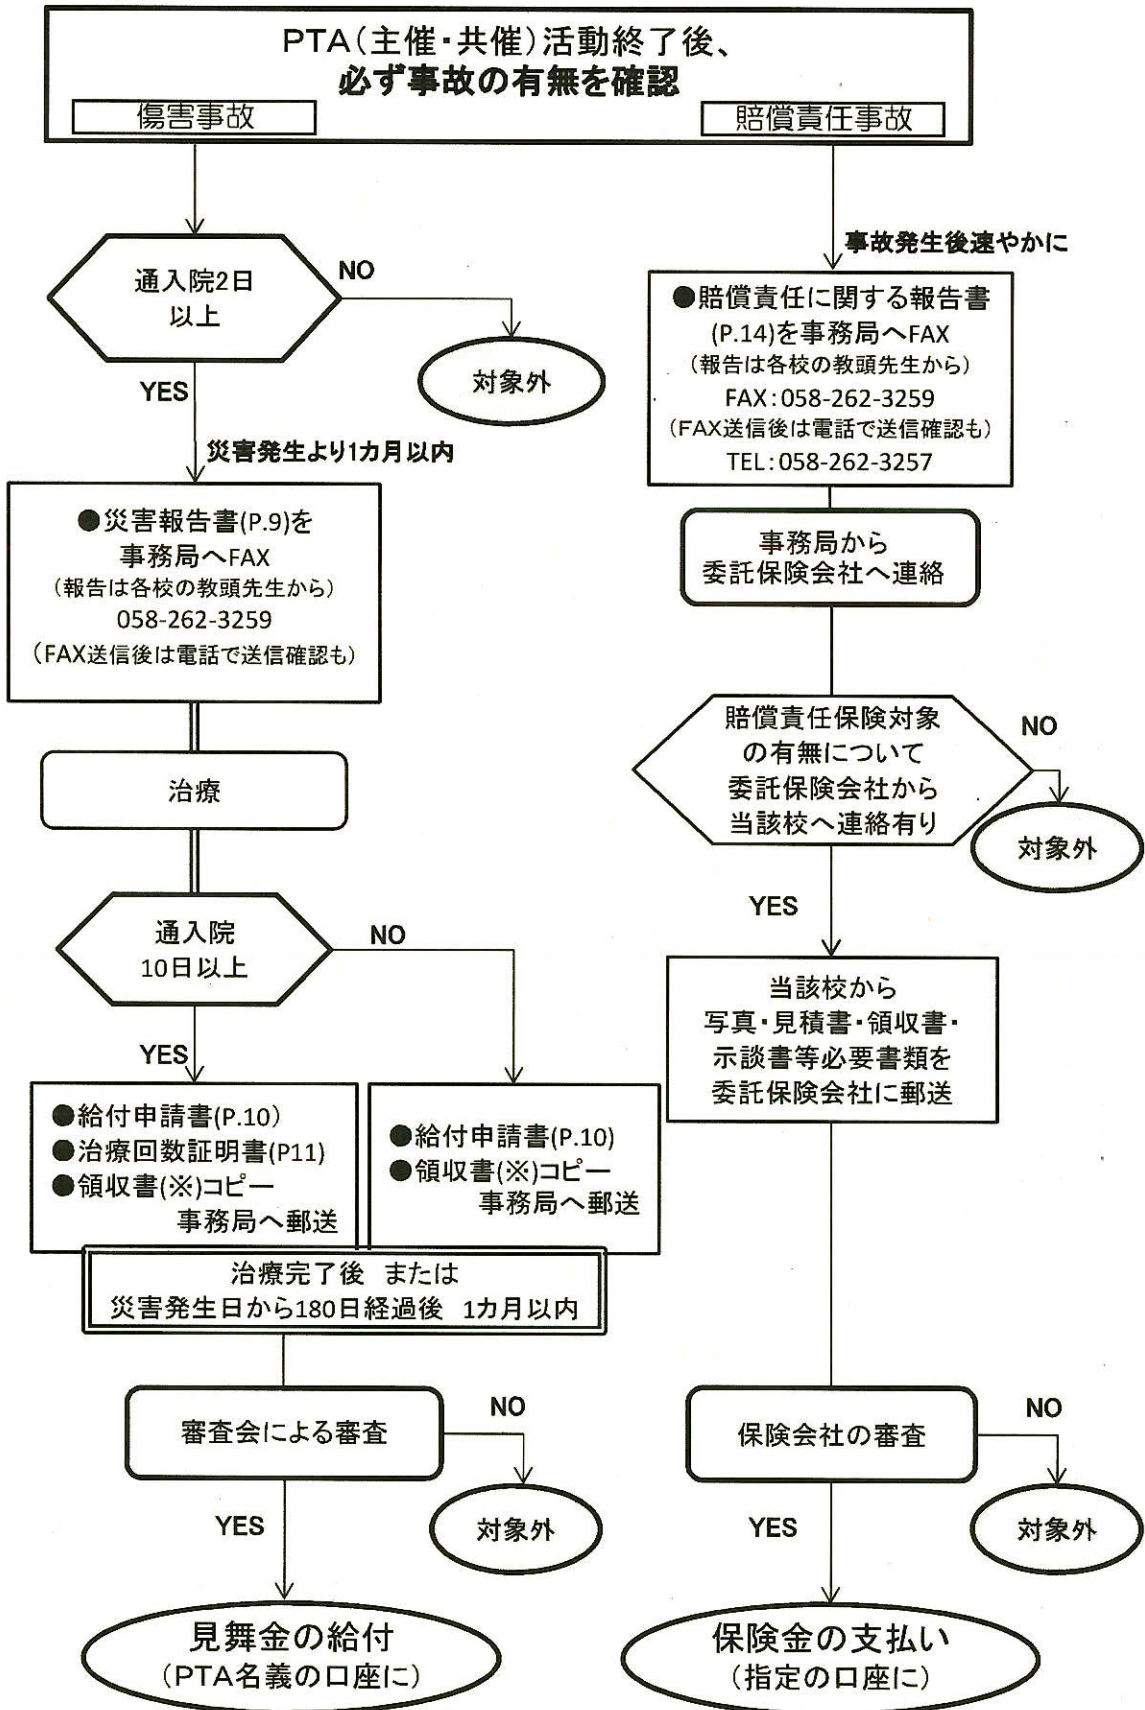 PTA(主催・共催)活動終了後、
必ず事故の有無を確認
傷害事故
賠償責任事故
通入院2日
以上
NO
対象外
YES
災害発生より1カ月以内
●災害報告書(P.9)を
事務局へFAX
(報告は各校の教頭先生から)
058-262-3259
(FAX送信後は電話で送信確認も)
治療
通入院
10日以上
NO
YES
●給付申請書(P.10)
●治療回数証明書(P11)
●領収書(※)コピー
事務局へ郵送
●給付申請書(P.10)
●領収書(※)コピー
事務局へ郵送
治療完了後 または
災害発生日から180日経過後 1カ月以内
審査会による審査
NO
対象外
YES
見舞金の給付
(PTA名義の口座に)
事故発生後速やかに
●賠償責任に関する報告書
(P.14)を事務局へFAX
(報告は各校の教頭先生から)
FAX:058-262-3259
(FAX送信後は電話で送信確認も)
TEL:058-262-3257
事務局から
委託保険会社へ連絡
賠償責任保険対象
の有無について
委託保険会社から
当該校へ連絡有り
NO
対象外
YES
当該校から
写真・見積書・領収書・
示談書等必要書類を
委託保険会社に郵送
保険会社の審査
NO
対象外
YES
保険金の支払い
(指定の口座に)